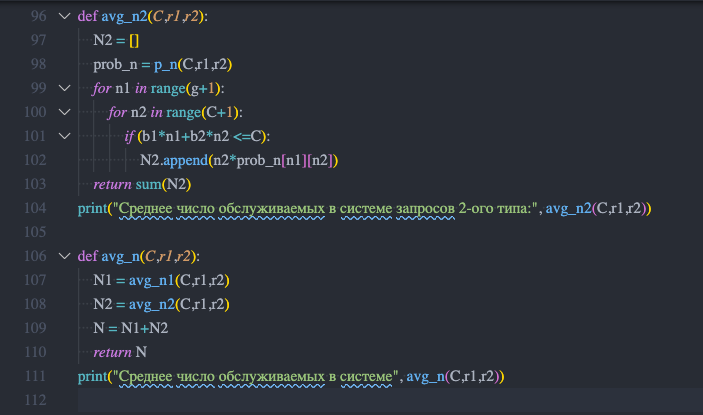 96 def avg_n2(C,r1,r2):
97 N2 = []
98 prob_n = p_n(C,r1,r2)
99 for n1 in range(g+1):
100 for n2 in range(C+1):
101 if (b1*n1+b2*n2 <=C):
102 N2.append(n2*prob_n[n1][n2])
103 return sum(N2)
104 print("Среднее число обслуживаемых в системе запросов 2-ого типа:", avg_n2(C,r1,r2))
105
106 def avg_n(C,r1,r2):
107 N1 = avg_n1(C,r1,r2)
108 N2 = avg_n2(C,r1,r2)
109 N = N1+N2
110 return N
111 print("Среднее число обслуживаемых в системе", avg_n(C,r1,r2))
112